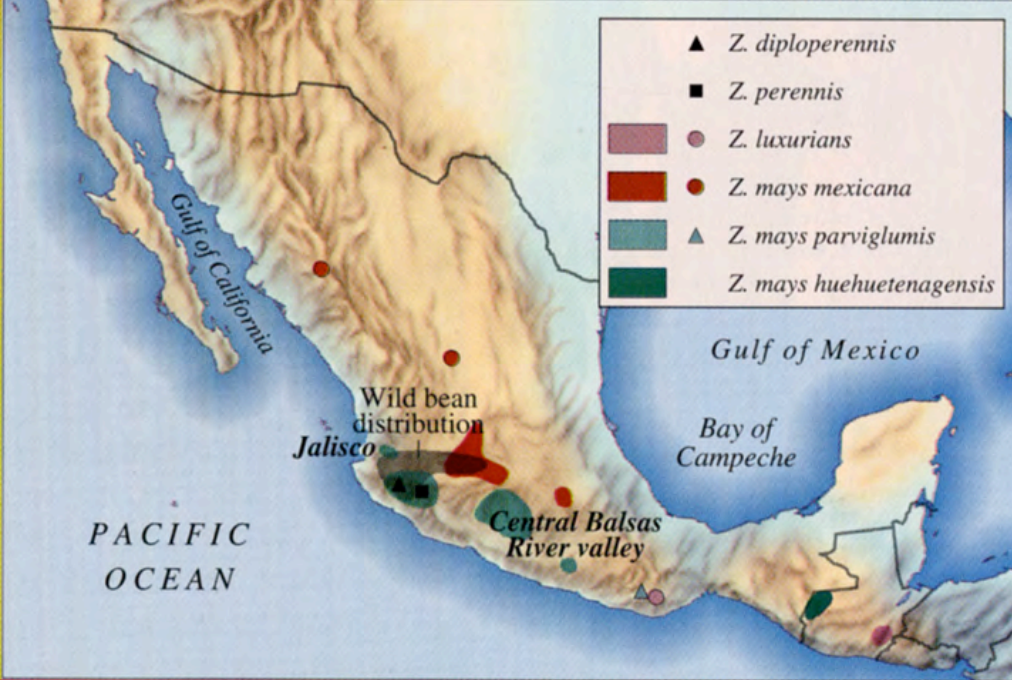 Z. diploperennis
Z. perennis
Z. luxurians
Z. mays mexicana
Z. mays parviglumis
Z. mays huehuetenagensis
Gulf of California
Gulf of Mexico
Wild bean
distribution
Jalisco
Bay of
Campeche
Central Balsas
River valley
PACIFIC
OCEAN